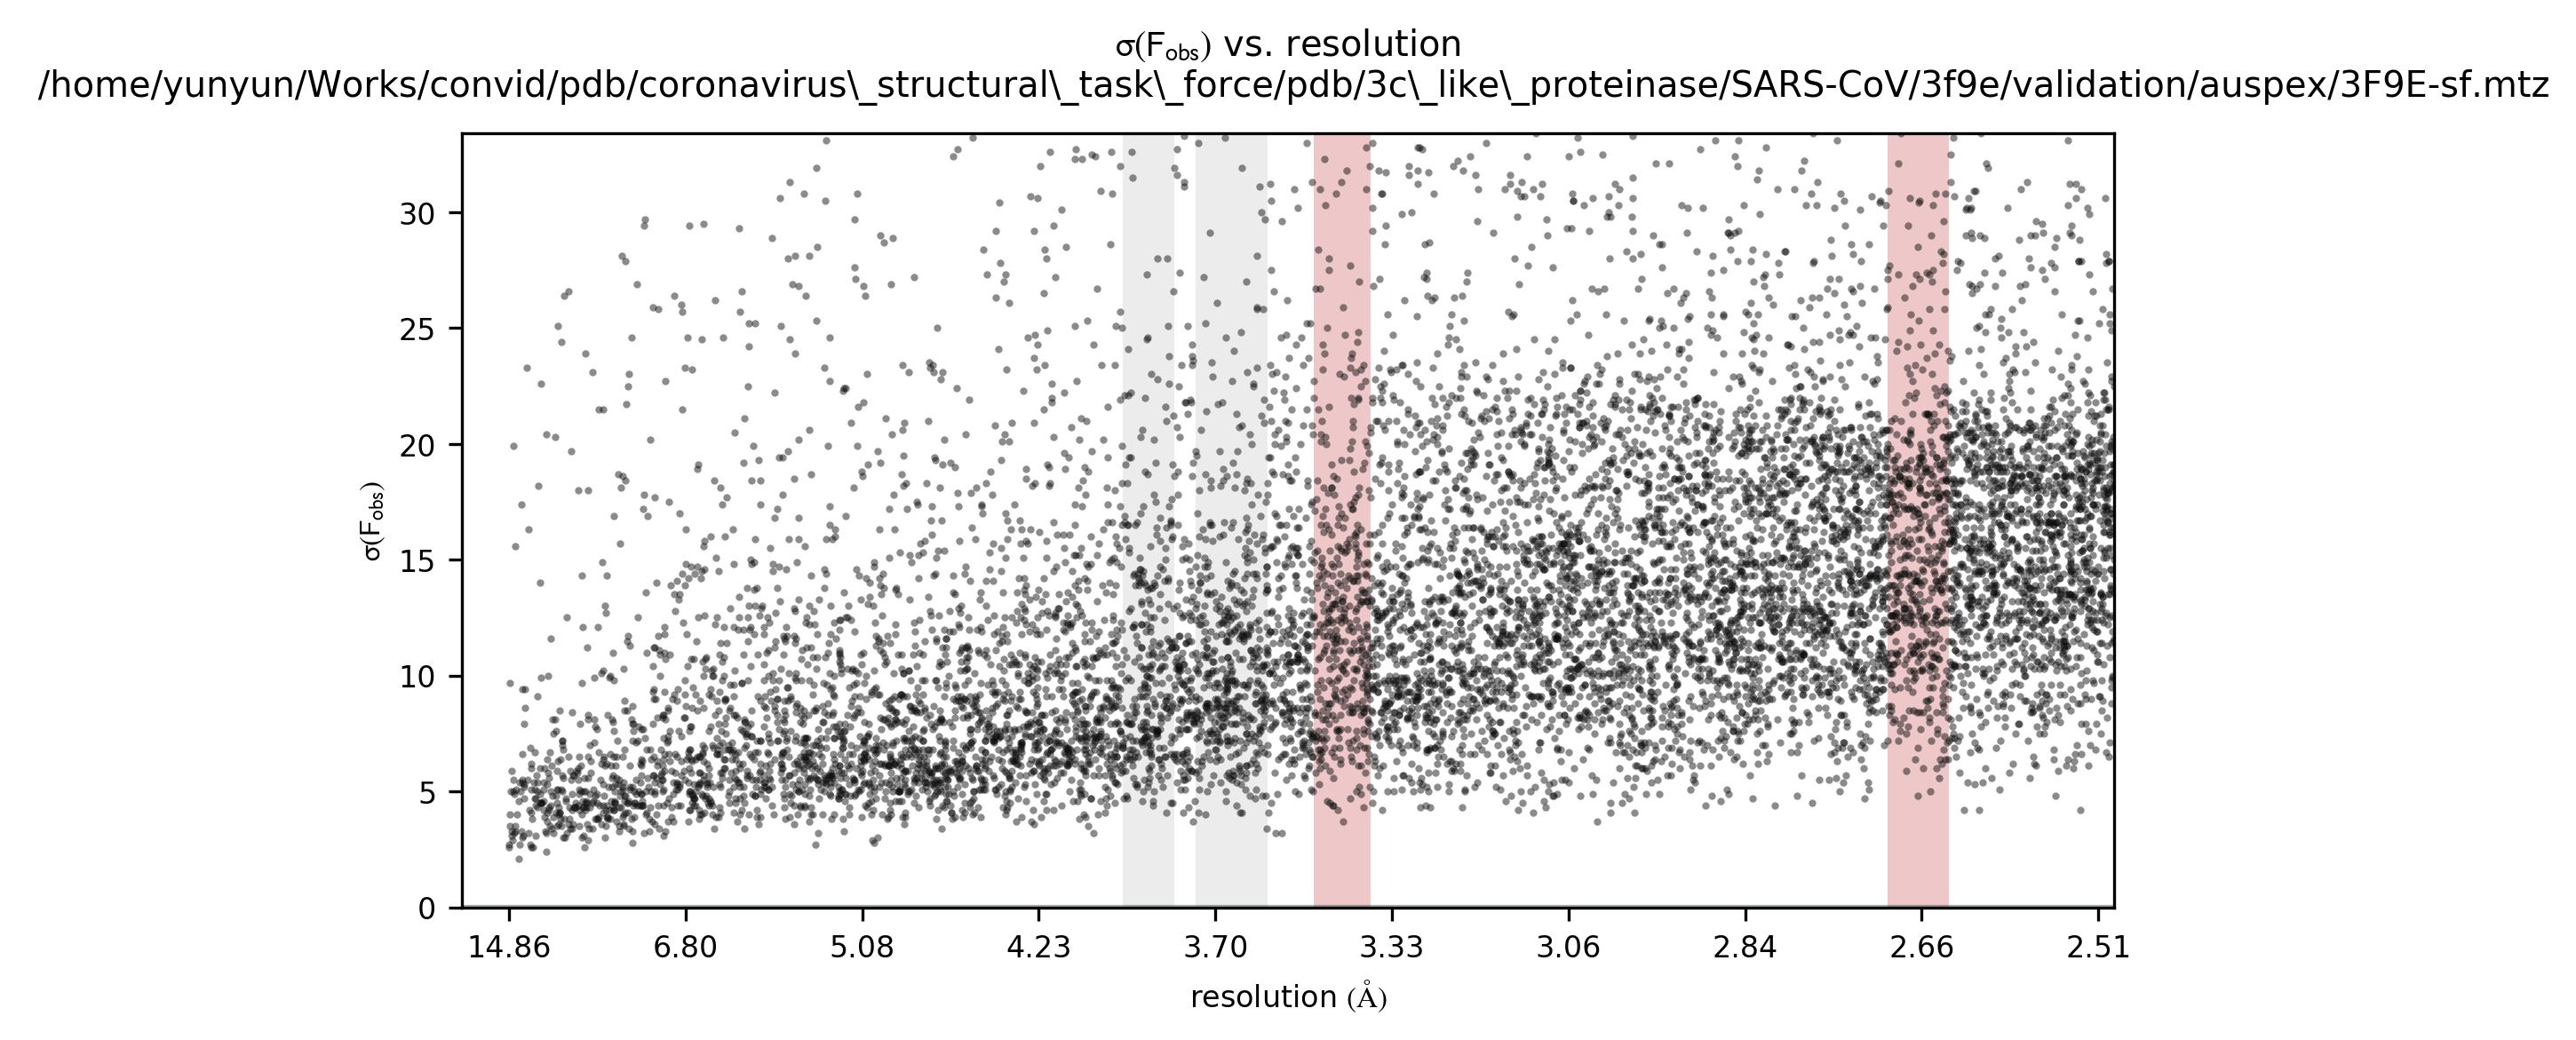 σ(Fobs) vs. resolution
/home/yunyun/Works/convid/pdb/coronavirus\_structural\_task\_force/pdb/3c\_like\_proteinase/SARS-CoV/3f9e/validation/auspex/3F9E-sf.mtz
30
25
20
15
10
5
0
σ(Fobs)
14.86 6.80 5.08 4.23 3.70 3.33 3.06 2.84 2.66 2.51
resolution (Å)